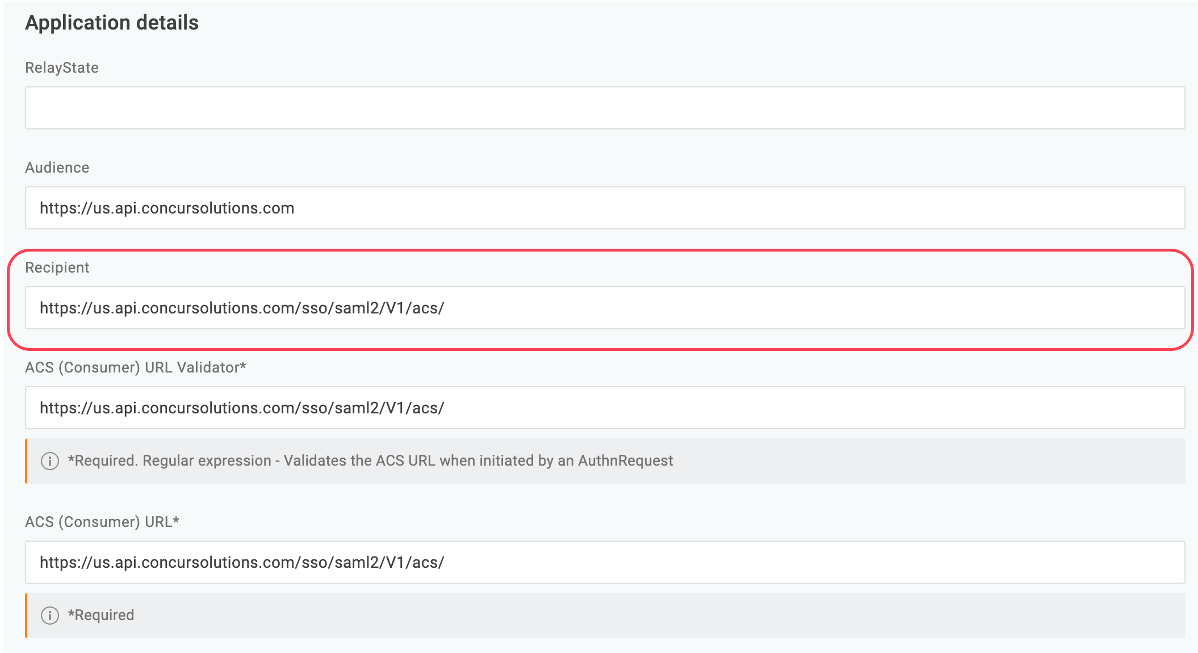 Application details
RelayState
Audience
https://us.api.concursolutions.com
Recipient
https://us.api.concursolutions.com/sso/saml2/V1/acs/
ACS (Consumer) URL Validator*
https://us.api.concursolutions.com/sso/saml2/V1/acs/
*Required. Regular expression - Validates the ACS URL when initiated by an AuthnRequest
ACS (Consumer) URL*
https://us.api.concursolutions.com/sso/saml2/V1/acs/
*Required